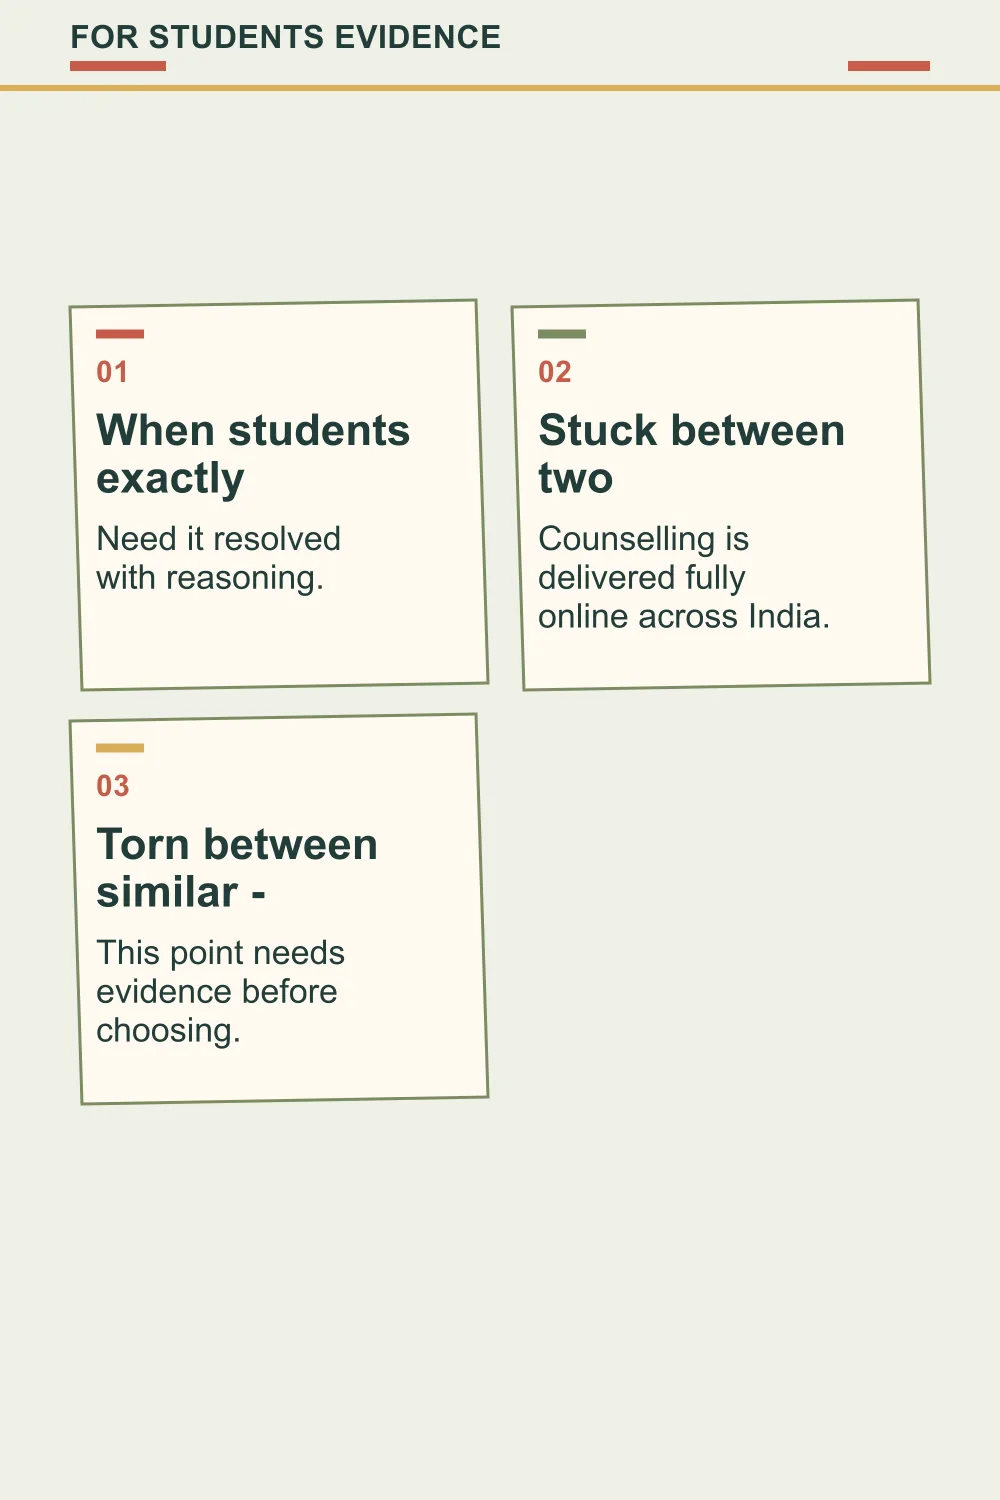 FOR STUDENTS EVIDENCE
01
When students
exactly
Need it resolved
with reasoning.
02
Stuck between
two
Counselling is
delivered fully
online across India.
03
Torn between
similar -
This point needs
evidence before
choosing.